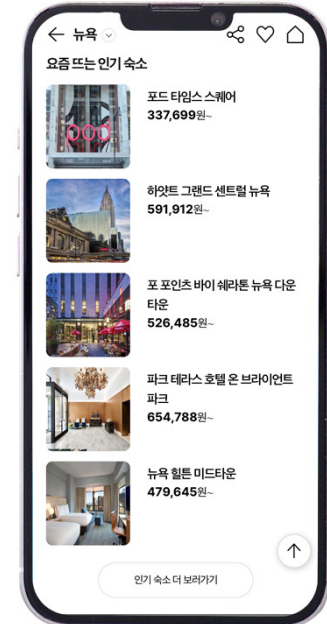 뉴욕
요즘 뜨는 인기 숙소
pod
포드 타임스 스퀘어
337,699원~
하얏트 그랜드 센트럴 뉴욕
591,912원~
포 포인츠 바이 쉐라톤 뉴욕 다운
타운
526,485원~
파크 테라스 호텔 온 브라이언트
파크
654,788원~
뉴욕 힐튼 미드타운
479,645원~
인기 숙소 더 보러가기